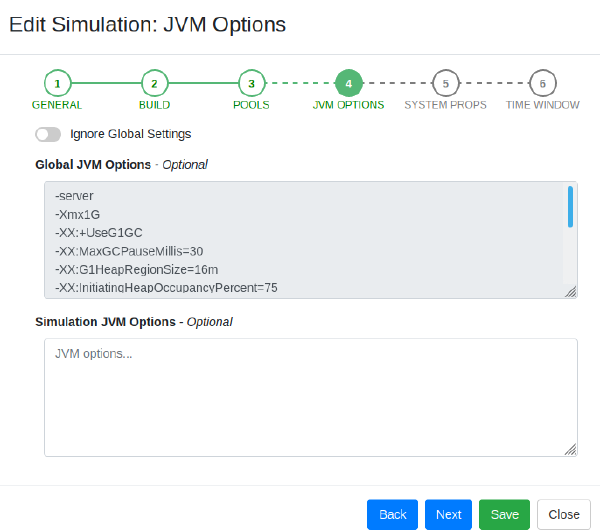 Edit Simulation: JVM Options
1 2 3 4 5 6
GENERAL BUILD POOLS JVM OPTIONS SYSTEM PROPS TIME WINDOW
Ignore Global Settings
Global JVM Options - Optional
-server
-Xmx1G
-XX:+UseG1GC
-XX:MaxGCPauseMillis=30
-XX:G1HeapRegionSize=16m
-XX:InitiatingHeapOccupancyPercent=75
Simulation JVM Options - Optional
JVM options...
Back Next Save Close